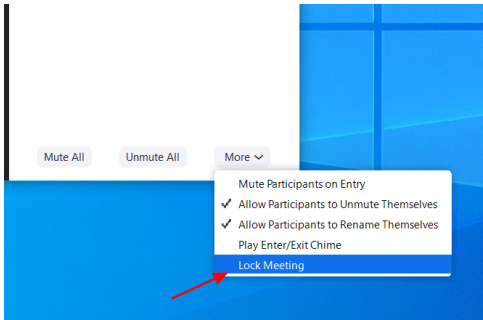 Mute All Unmute All More
Mute Participants on Entry
Allow Participants to Unmute Themselves
Allow Participants to Rename Themselves
Play Enter/Exit Chime
Lock Meeting